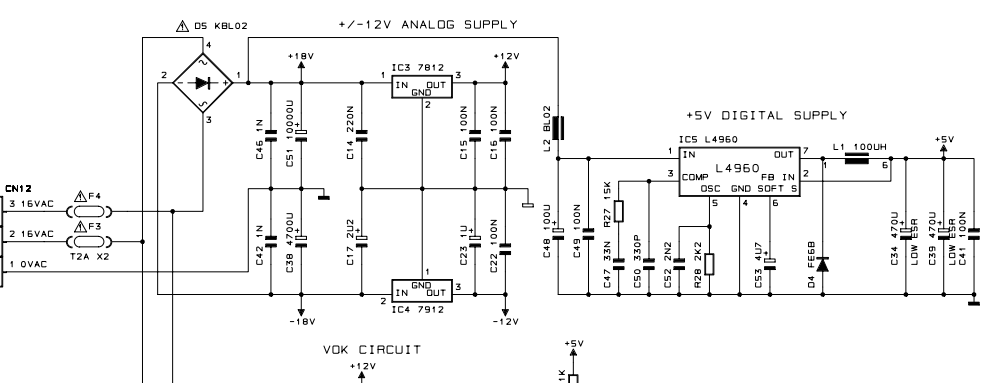 D5 KBL02
+/-12V ANALOG SUPPLY
4
2
1
3
+18V
C46 1N
C51 10000U
C14 220N
IC3 7812
1
3
IN OUT
GND
2
+12V
C15 100N
C16 100N
L2 BL02
+5V DIGITAL SUPPLY
IC5 L4960
1
IN
OUT
7
L4960
3
COMP
FB IN
2
OSC GND SOFT S
5
4
6
L1 100UH
1
6
+5V
CN12
3 16VAC
F4
2 16VAC
F3
T2A X2
1 0VAC
C42 1N
C38 4700U
C17 2U2
C23 1U
C22 100N
1
GND
IN OUT
2
3
IC4 7912
-18V
-12V
C48 100U
C49 100N
R27 15K
C47 33N
C50 330P
C52 2N2
R28 2K2
C53 4U7
D4 FE6B
C34 470U
LOW ESR
C39 470U
LOW ESR
C41 100N
VOK CIRCUIT
+12V
+5V
1K